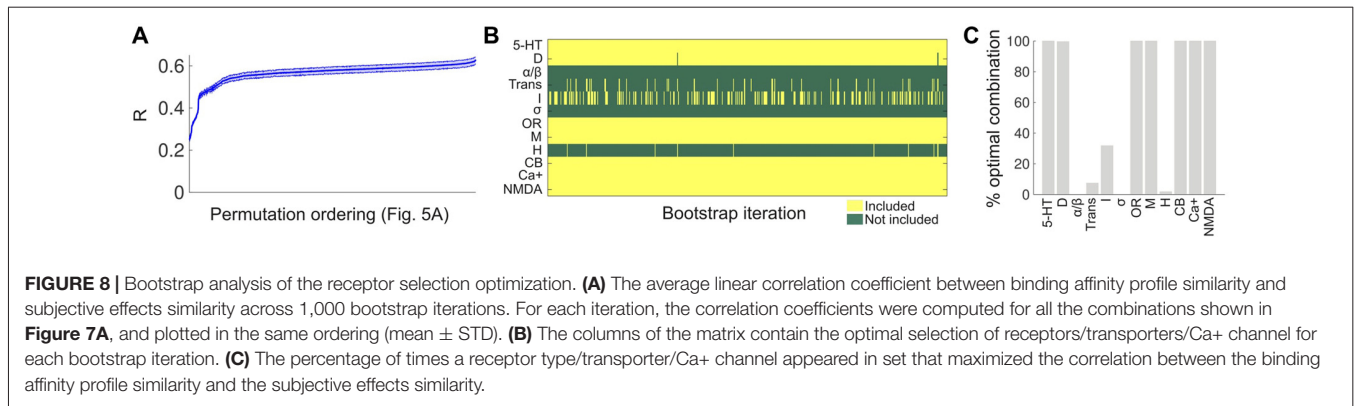 A
0.6
0.4
0.2
0
R
Permutation ordering (Fig. 5A)
B
5-HT
D
α/β
Trans
I
σ
OR
M
H
CB
Ca+
NMDA
Bootstrap iteration
Included
Not included
C
100
80
60
40
20
0
% optimal combination
5-HT
D
α/β
Trans
I
σ
OR
M
H
CB
Ca+
NMDA
FIGURE 8 | Bootstrap analysis of the receptor selection optimization. (A) The average linear correlation coefficient between binding affinity profile similarity and
subjective effects similarity across 1,000 bootstrap iterations. For each iteration, the correlation coefficients were computed for all the combinations shown in
Figure 7A, and plotted in the same ordering (mean ± STD). (B) The columns of the matrix contain the optimal selection of receptors/transporters/Ca+ channel for
each bootstrap iteration. (C) The percentage of times a receptor type/transporter/Ca+ channel appeared in set that maximized the correlation between the binding
affinity profile similarity and the subjective effects similarity.